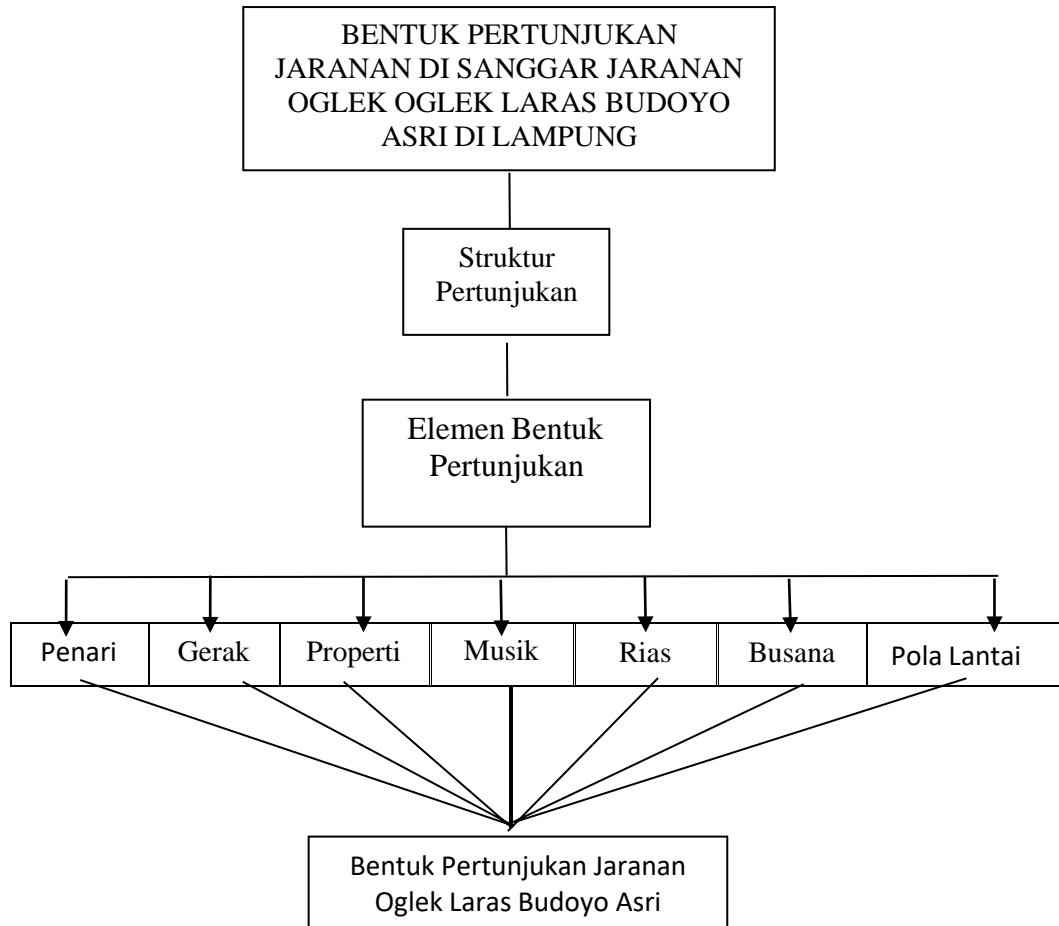 BENTUK PERTUNJUKAN
JARANAN DI SANGGAR JARANAN
OGLEK OGLEK LARAS BUDOYO
ASRI DI LAMPUNG
Struktur
Pertunjukan
Elemen Bentuk
Pertunjukan
Penari Gerak Properti Musik Rias Busana Pola Lantai
Bentuk Pertunjukan Jaranan
Oglek Laras Budoyo Asri